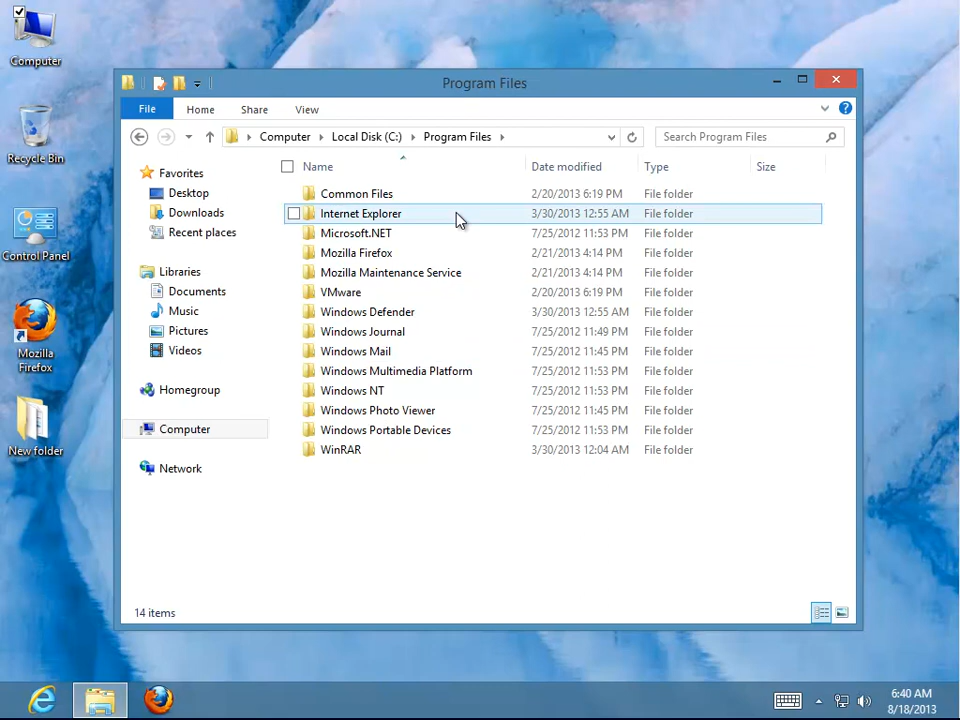 Computer
Recycle Bin
Control Panel
Mozilla
Firefox
New folder
Program Files
File Home Share View
Computer Local Disk (C:) Program Files
Search Program Files
Favorites
Desktop
Downloads
Recent places
Libraries
Documents
Music
Pictures
Videos
Homegroup
Computer
Network
Name Date modified Type Size
Common Files 2/20/2013 6:19 PM File folder
Internet Explorer 3/30/2013 12:55 AM File folder
Microsoft.NET 7/25/2012 11:53 PM File folder
Mozilla Firefox 2/21/2013 4:14 PM File folder
Mozilla Maintenance Service 2/21/2013 4:14 PM File folder
VMware 2/20/2013 6:19 PM File folder
Windows Defender 3/30/2013 12:55 AM File folder
Windows Journal 7/25/2012 11:49 PM File folder
Windows Mail 7/25/2012 11:45 PM File folder
Windows Multimedia Platform 7/25/2012 11:53 PM File folder
Windows NT 7/25/2012 11:53 PM File folder
Windows Photo Viewer 7/25/2012 11:45 PM File folder
Windows Portable Devices 7/25/2012 11:53 PM File folder
WinRAR 3/30/2013 12:04 AM File folder
14 items
6:40 AM
8/18/2013